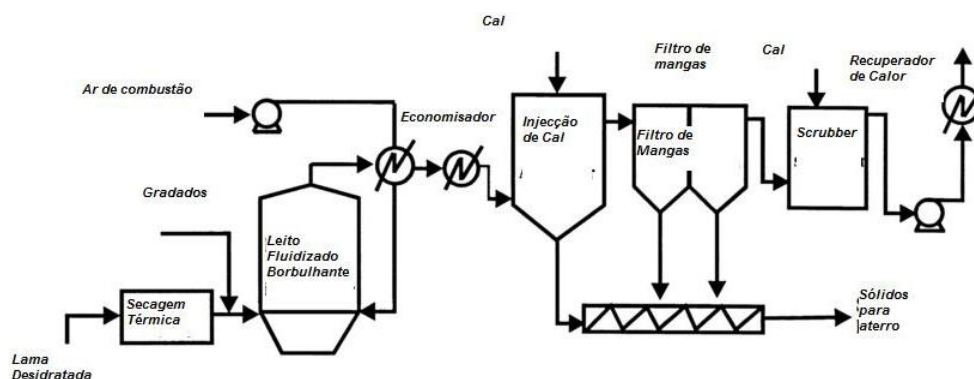 Cal
Filtro de
mangas
Cal
Recuperador
de Calor
Ar de combustão
Economisador
Injecção
de Cal
Filtro de
Mangas
Scrubber
Gradados
Leito
Fluidizado
Borbulhante
Secagem
Térmica
Sólidos
para
aterro
Lama
Desidratada